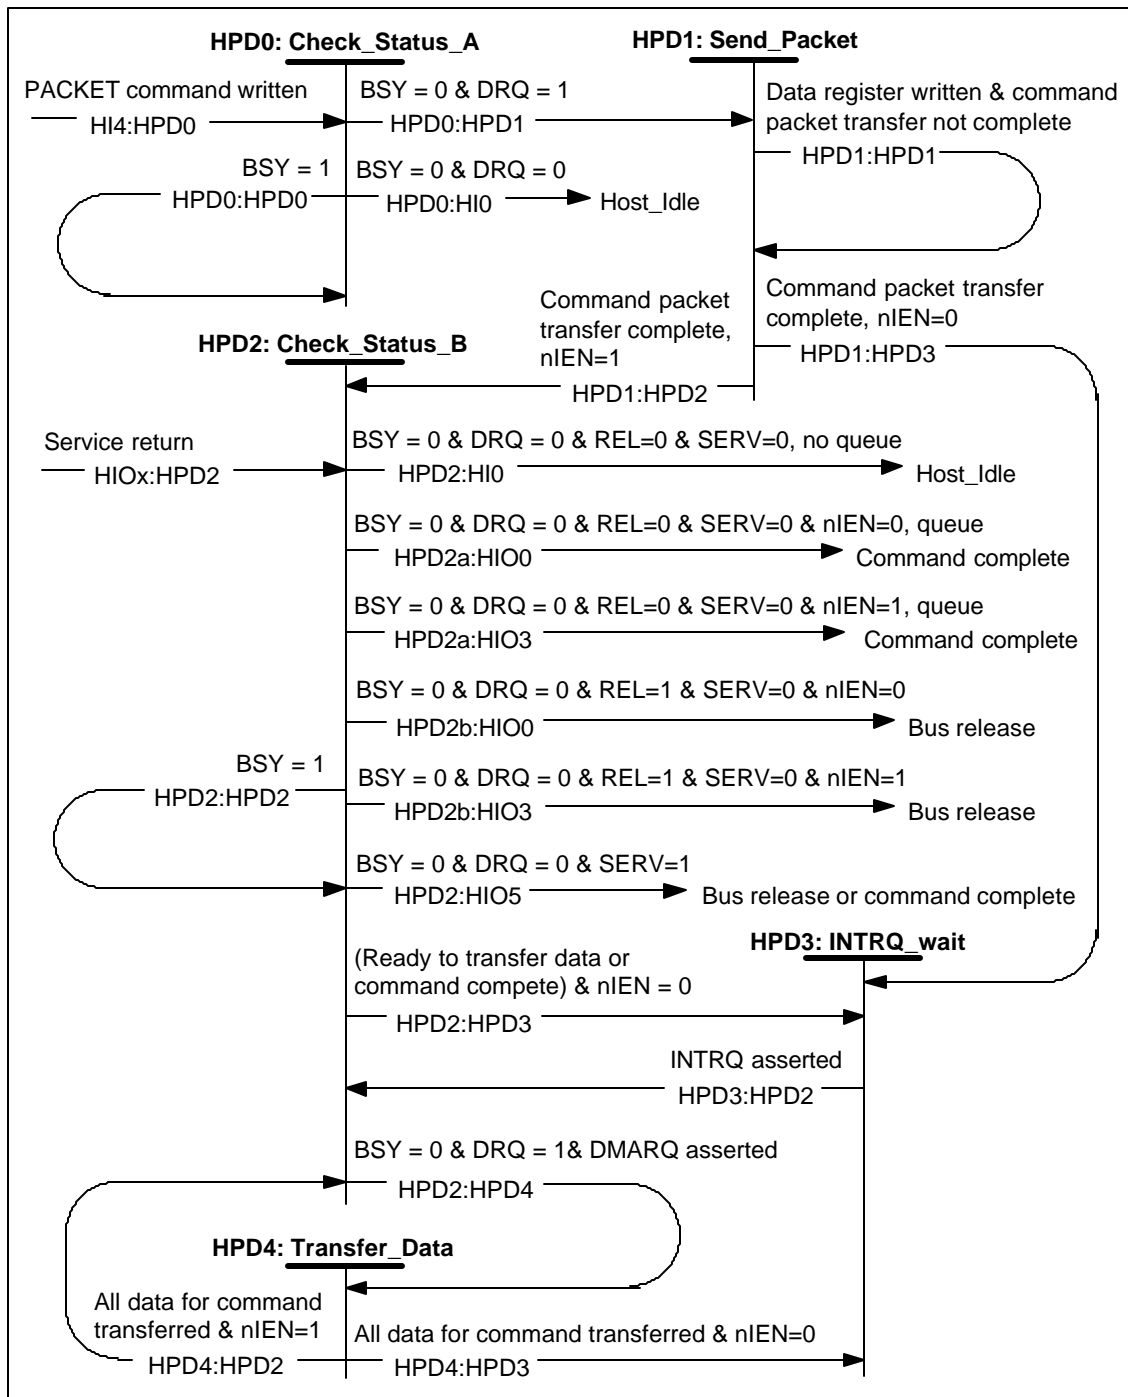 HPD0: Check_Status_A
HPD1: Send_Packet
PACKET command written
HI4:HPD0
BSY = 0 & DRQ = 1
HPD0:HPD1
Data register written & command
packet transfer not complete
HPD1:HPD1
BSY = 1
HPD0:HPD0
BSY = 0 & DRQ = 0
HPD0:HI0
Host_Idle
Command packet
transfer complete,
nIEN=1
HPD1:HPD2
Command packet transfer
complete, nIEN=0
HPD1:HPD3
HPD2: Check_Status_B
Service return
HIOx:HPD2
BSY = 0 & DRQ = 0 & REL=0 & SERV=0, no queue
HPD2:HI0
Host_Idle
BSY = 0 & DRQ = 0 & REL=0 & SERV=0 & nIEN=0, queue
HPD2a:HIO0
Command complete
BSY = 0 & DRQ = 0 & REL=0 & SERV=0 & nIEN=1, queue
HPD2a:HIO3
Command complete
BSY = 0 & DRQ = 0 & REL=1 & SERV=0 & nIEN=0
HPD2b:HIO0
Bus release
BSY = 1
HPD2:HPD2
BSY = 0 & DRQ = 0 & REL=1 & SERV=0 & nIEN=1
HPD2b:HIO3
Bus release
BSY = 0 & DRQ = 0 & SERV=1
HPD2:HIO5
Bus release or command complete
HPD3: INTRQ_wait
(Ready to transfer data or
command compete) & nIEN = 0
HPD2:HPD3
INTRQ asserted
HPD3:HPD2
BSY = 0 & DRQ = 1& DMARQ asserted
HPD2:HPD4
HPD4: Transfer_Data
All data for command
transferred & nIEN=1
HPD4:HPD2
All data for command transferred & nIEN=0
HPD4:HPD3